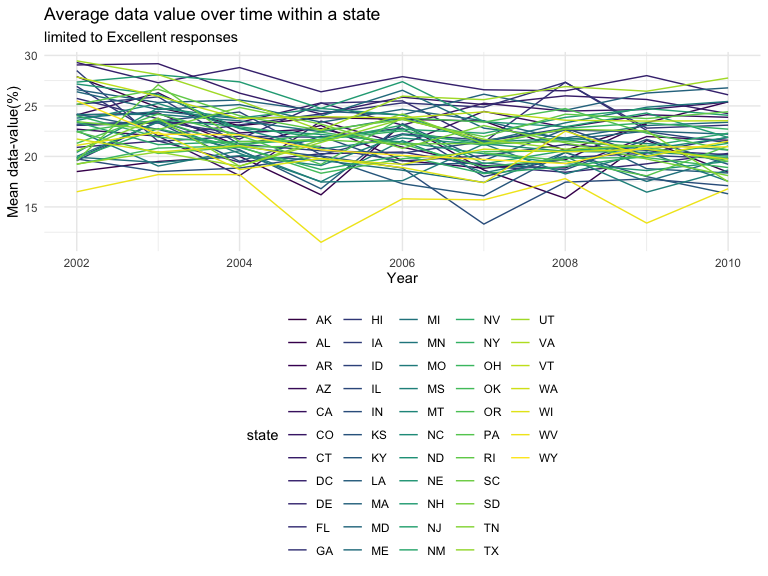 Average data value over time within a state
limited to Excellent responses
Mean data-value(%)
30
25
20
15
2002 2004 2006 2008 2010
Year
state
AK HI MI NV UT
AL IA MN NY VA
AR ID MO OH VT
AZ IL MS OK WA
CA IN MT OR WI
CO KS NC PA WV
CT KY ND RI WY
DC LA NE SC
DE MA NH SD
FL MD NJ TN
GA ME NM TX